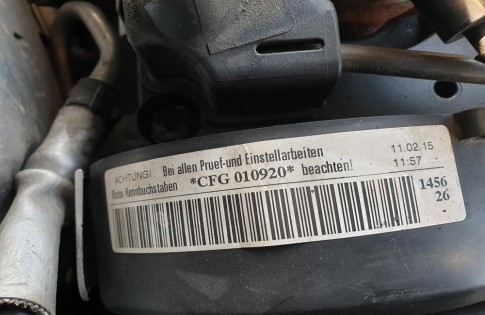 ACHTUNG! Bei allen Pruef-und Einstellarbeiten 11.02.15
Motor Kennbuchstaben *CFG 010920* beachten! 11:57
1456
26